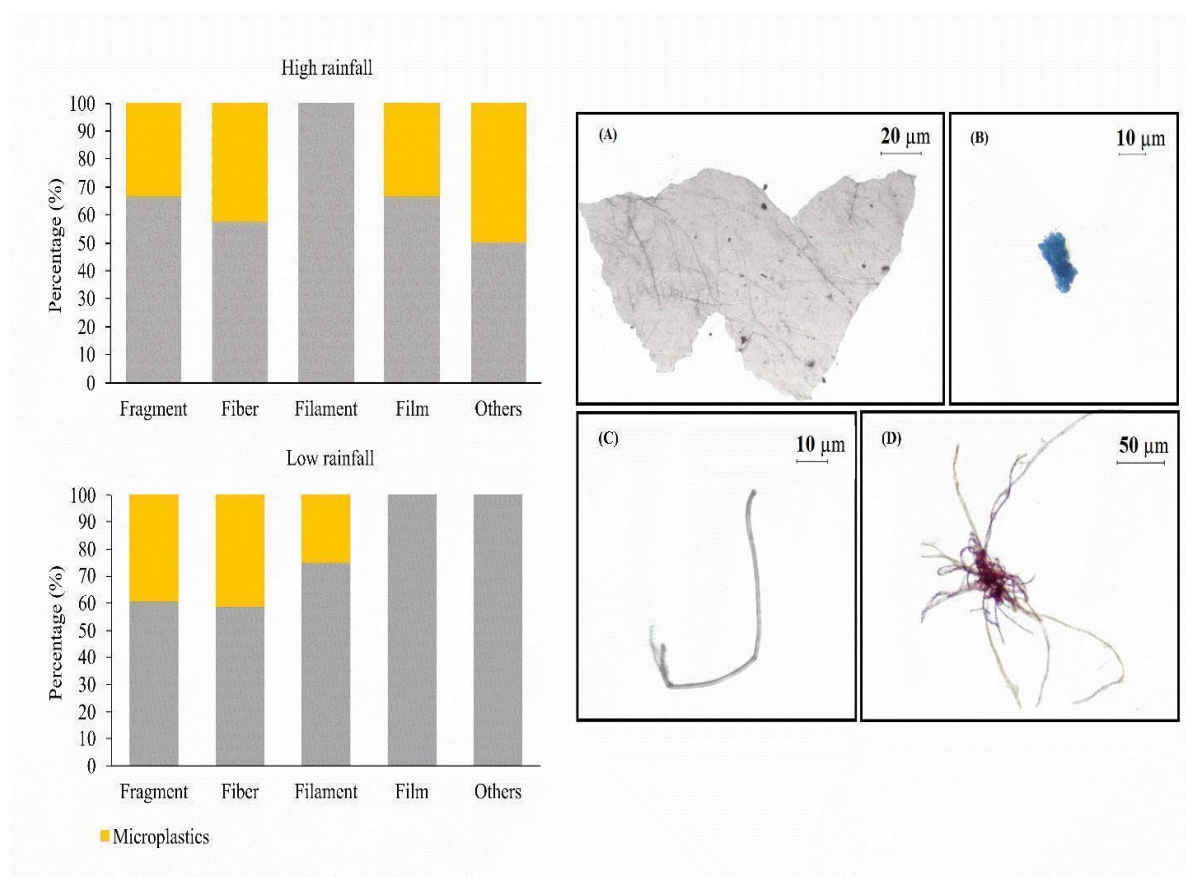 High rainfall
Percentage (%)
100
90
80
70
60
50
40
30
20
10
0
Fragment Fiber Filament Film Others
Low rainfall
Percentage (%)
100
90
80
70
60
50
40
30
20
10
0
Fragment Fiber Filament Film Others
Microplastics
(A)
20 µm
(B)
10 µm
(C)
10 µm
(D)
50 µm